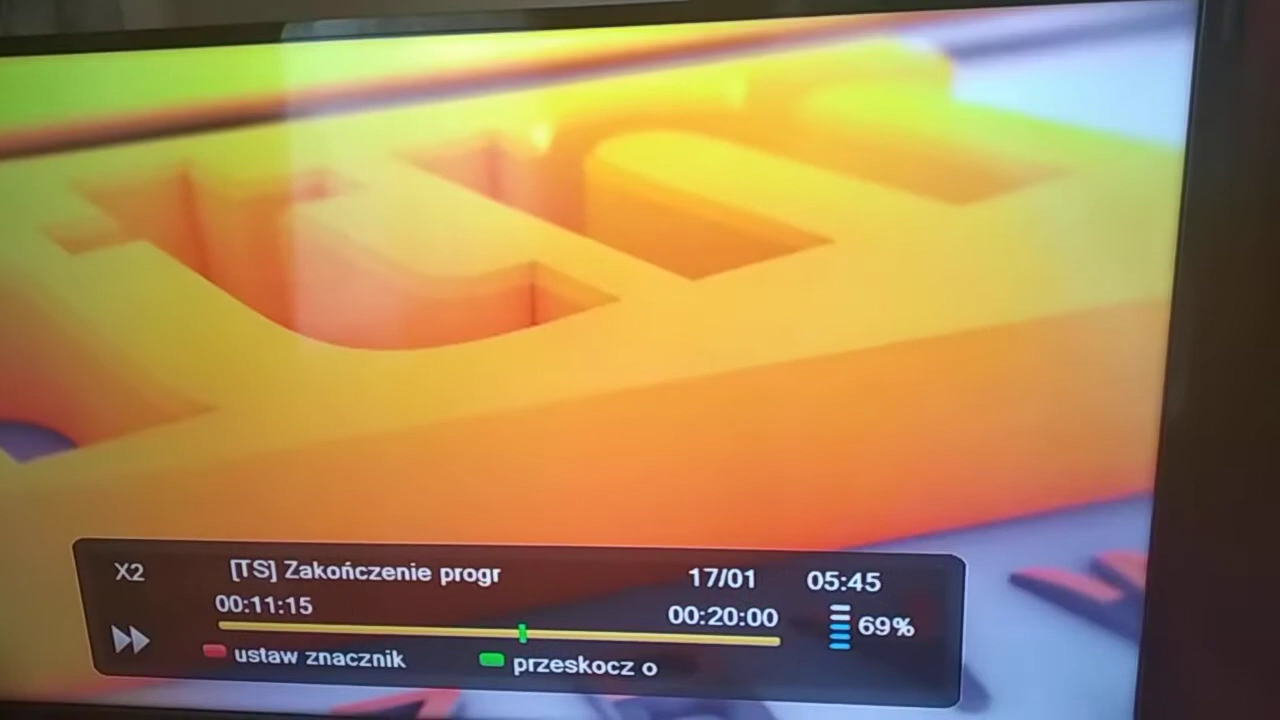 X2
[TS] Zakończenie progr
17/01
05:45
00:11:15
00:20:00
69%
ustaw znacznik
przeskocz o